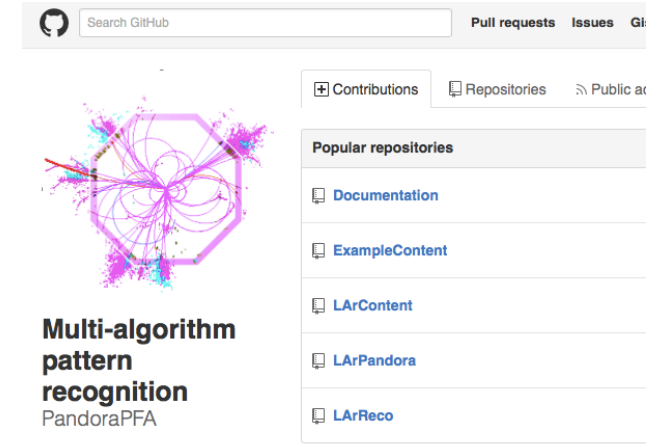 Search GitHub
Pull requests Issues
Contributions Repositories Public
Popular repositories
Documentation
ExampleContent
LArContent
LArPandora
LArReco
Multi-algorithm
pattern
recognition
PandoraPFA